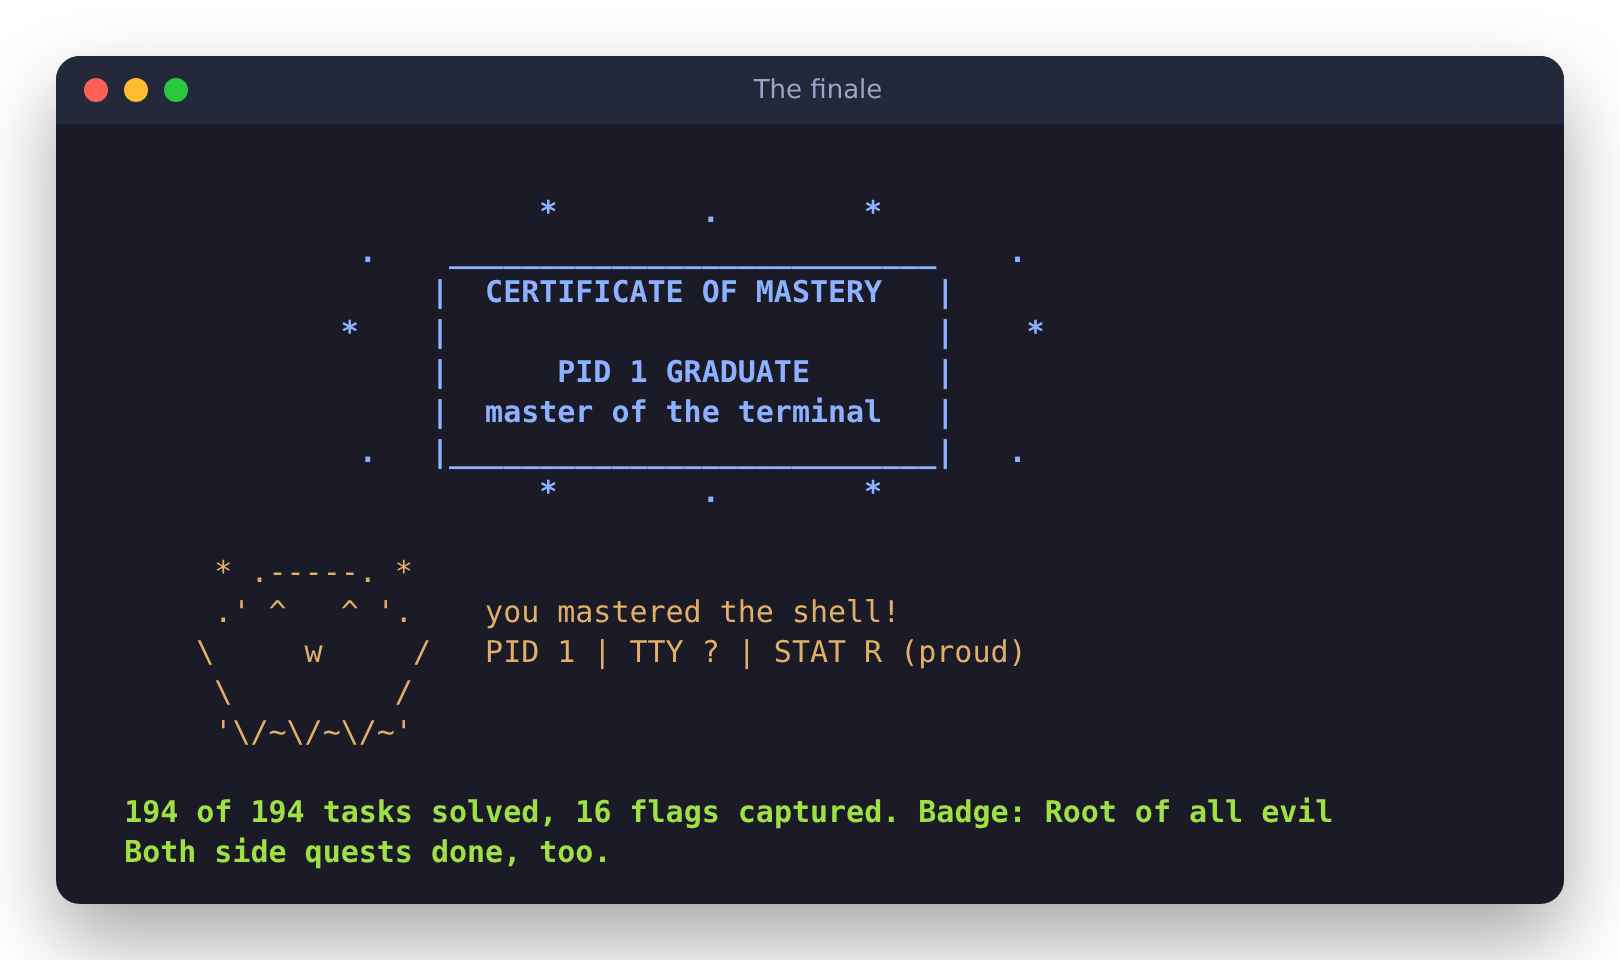 The finale
* . *
. ___________________________ .
| CERTIFICATE OF MASTERY |
* | | *
| PID 1 GRADUATE |
| master of the terminal |
. |___________________________| .
* . *
* .-----. *
.' ^ ^ '. you mastered the shell!
\ w / PID 1 | TTY ? | STAT R (proud)
\ /
'\/~\/~\/~'
194 of 194 tasks solved, 16 flags captured. Badge: Root of all evil
Both side quests done, too.